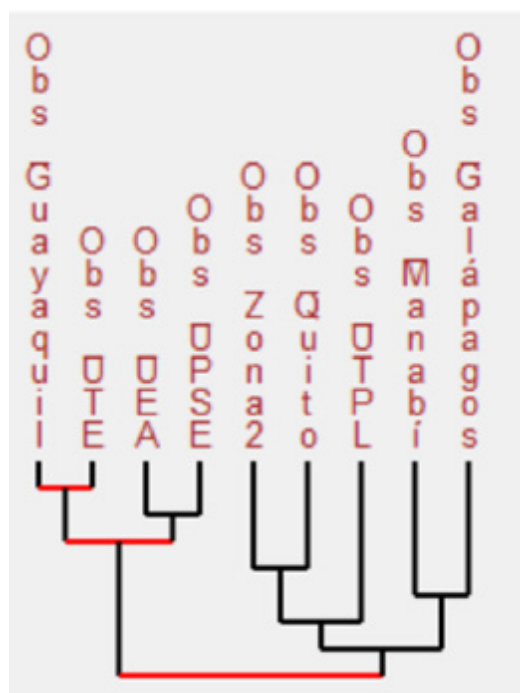 Obs Guayaquil
Obs UTE
Obs UEA
Obs UPSE
Obs Zona2
Obs Quito
Obs UTPL
Obs Manabí
Obs Galápagos